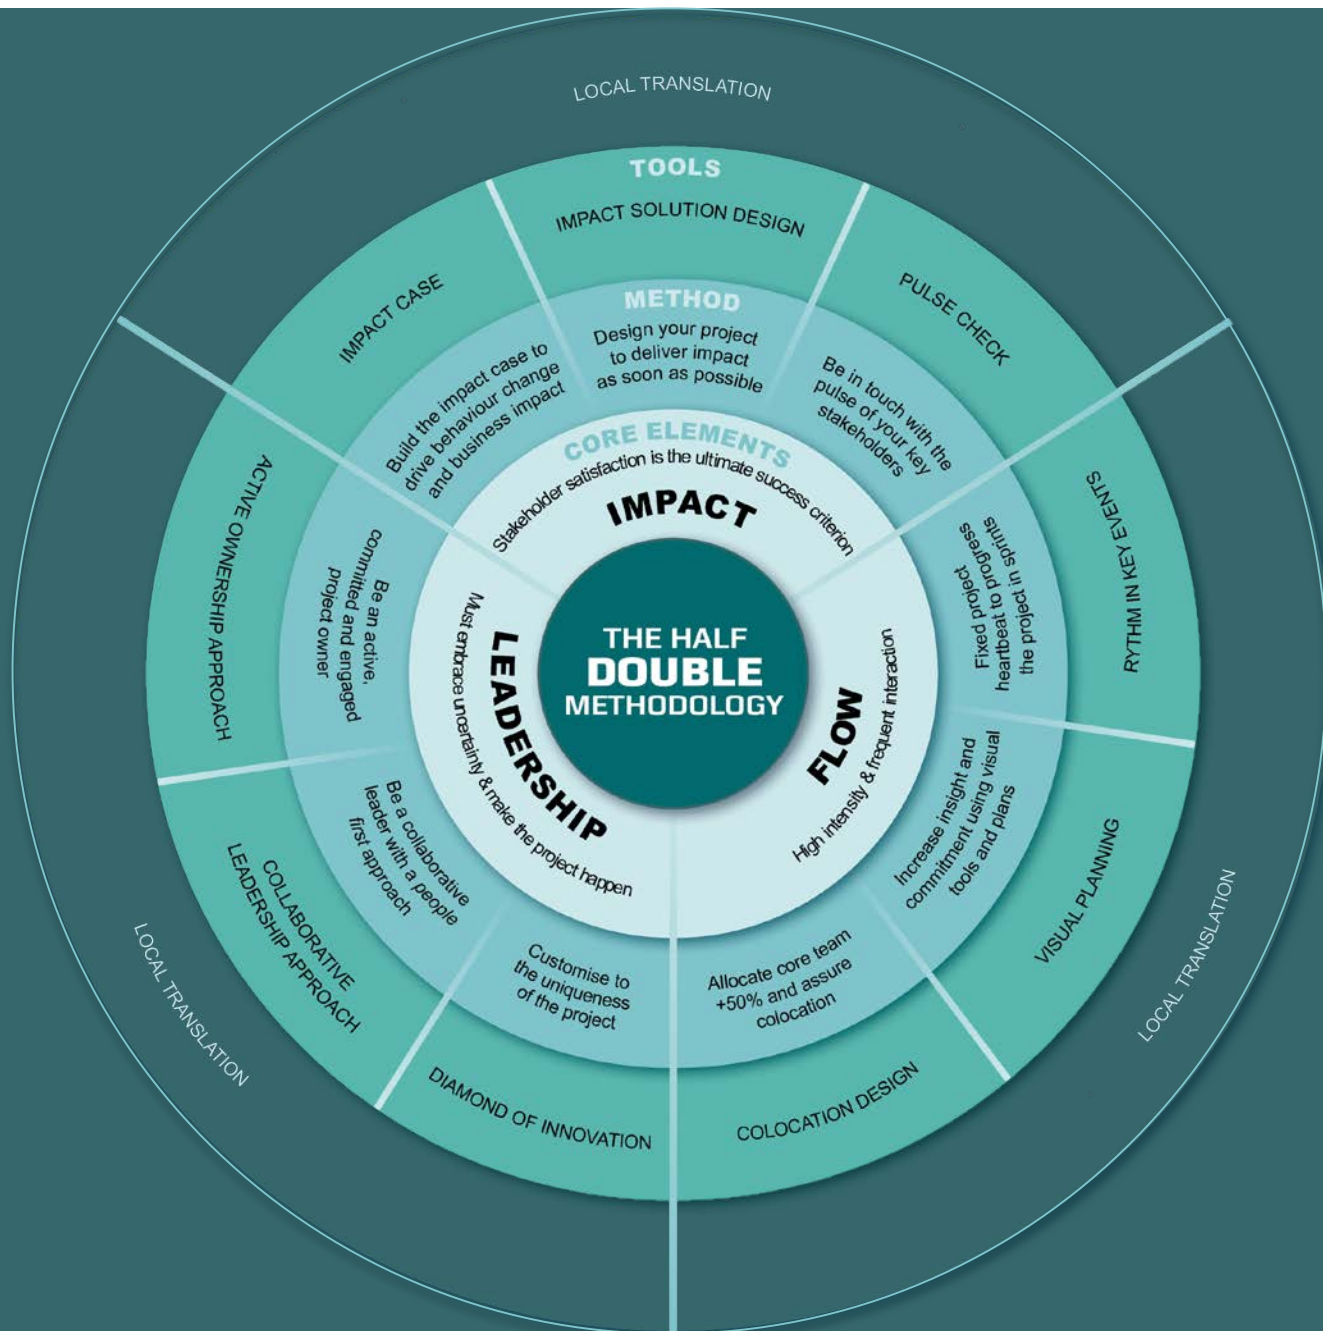 LOCAL TRANSLATION
TOOLS
IMPACT SOLUTION DESIGN
IMPACT CASE
PULSE CHECK
METHOD
Design your project
to deliver impact
as soon as possible
Build the impact case to
drive behaviour change
and business impact
Be in touch with the
pulse of your key
stakeholders
CORE ELEMENTS
Stakeholder satisfaction is the ultimate success criterion
IMPACT
THE HALF
DOUBLE
METHODOLOGY
FLOW
High intensity & frequent interaction
Fixed project
heartbeat to progress
the project in sprints
RYTHM IN KEY EVENTS
Increase insight and
commitment using visual
tools and plans
VISUAL PLANNING
Allocate core team
+50% and assure
colocation
COLOCATION DESIGN
LOCAL TRANSLATION
LEADERSHIP
Must embrace uncertainty & make the project happen
Be an active,
committed and engaged
project owner
ACTIVE OWNERSHIP APPROACH
Be a collaborative
leader with a people
first approach
COLLABORATIVE
LEADERSHIP APPROACH
Customise to
the uniqueness
of the project
DIAMOND OF INNOVATION
LOCAL TRANSLATION